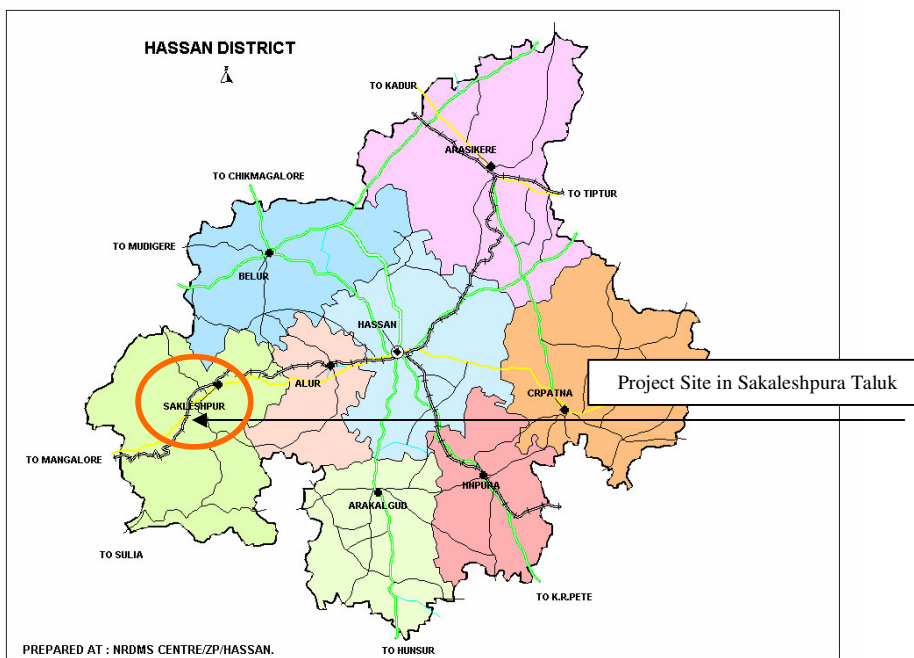 HASSAN DISTRICT
TO KADUR
ARASIKERE
TO CHIKMAGALORE
TO TIPTUR
TO MUDIGERE
BELUR
HASSAN
ALUR
Project Site in Sakaleshpura Taluk
CRPATNA
SAKLESHPUR
TO MANGALORE
HNPURA
ARAKALGUD
TO SULIA
TO K.R.PETE
TO HUNSUR
PREPARED AT : NRDMS CENTRE/ZP/HASSAN.